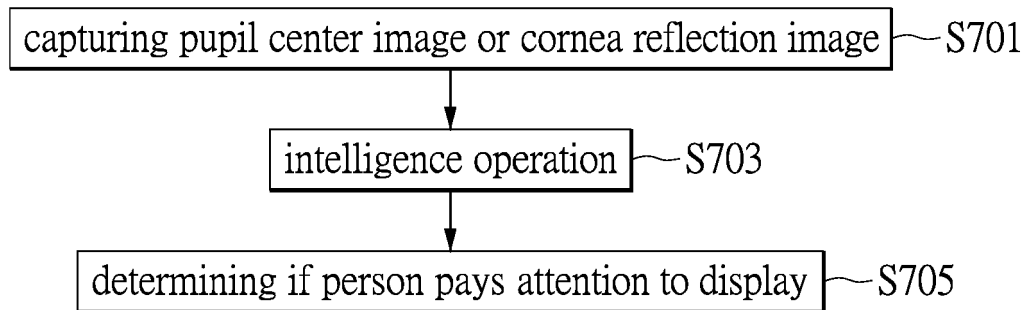 capturing pupil center image or cornea reflection image S701
intelligence operation S703
determining if person pays attention to display S705